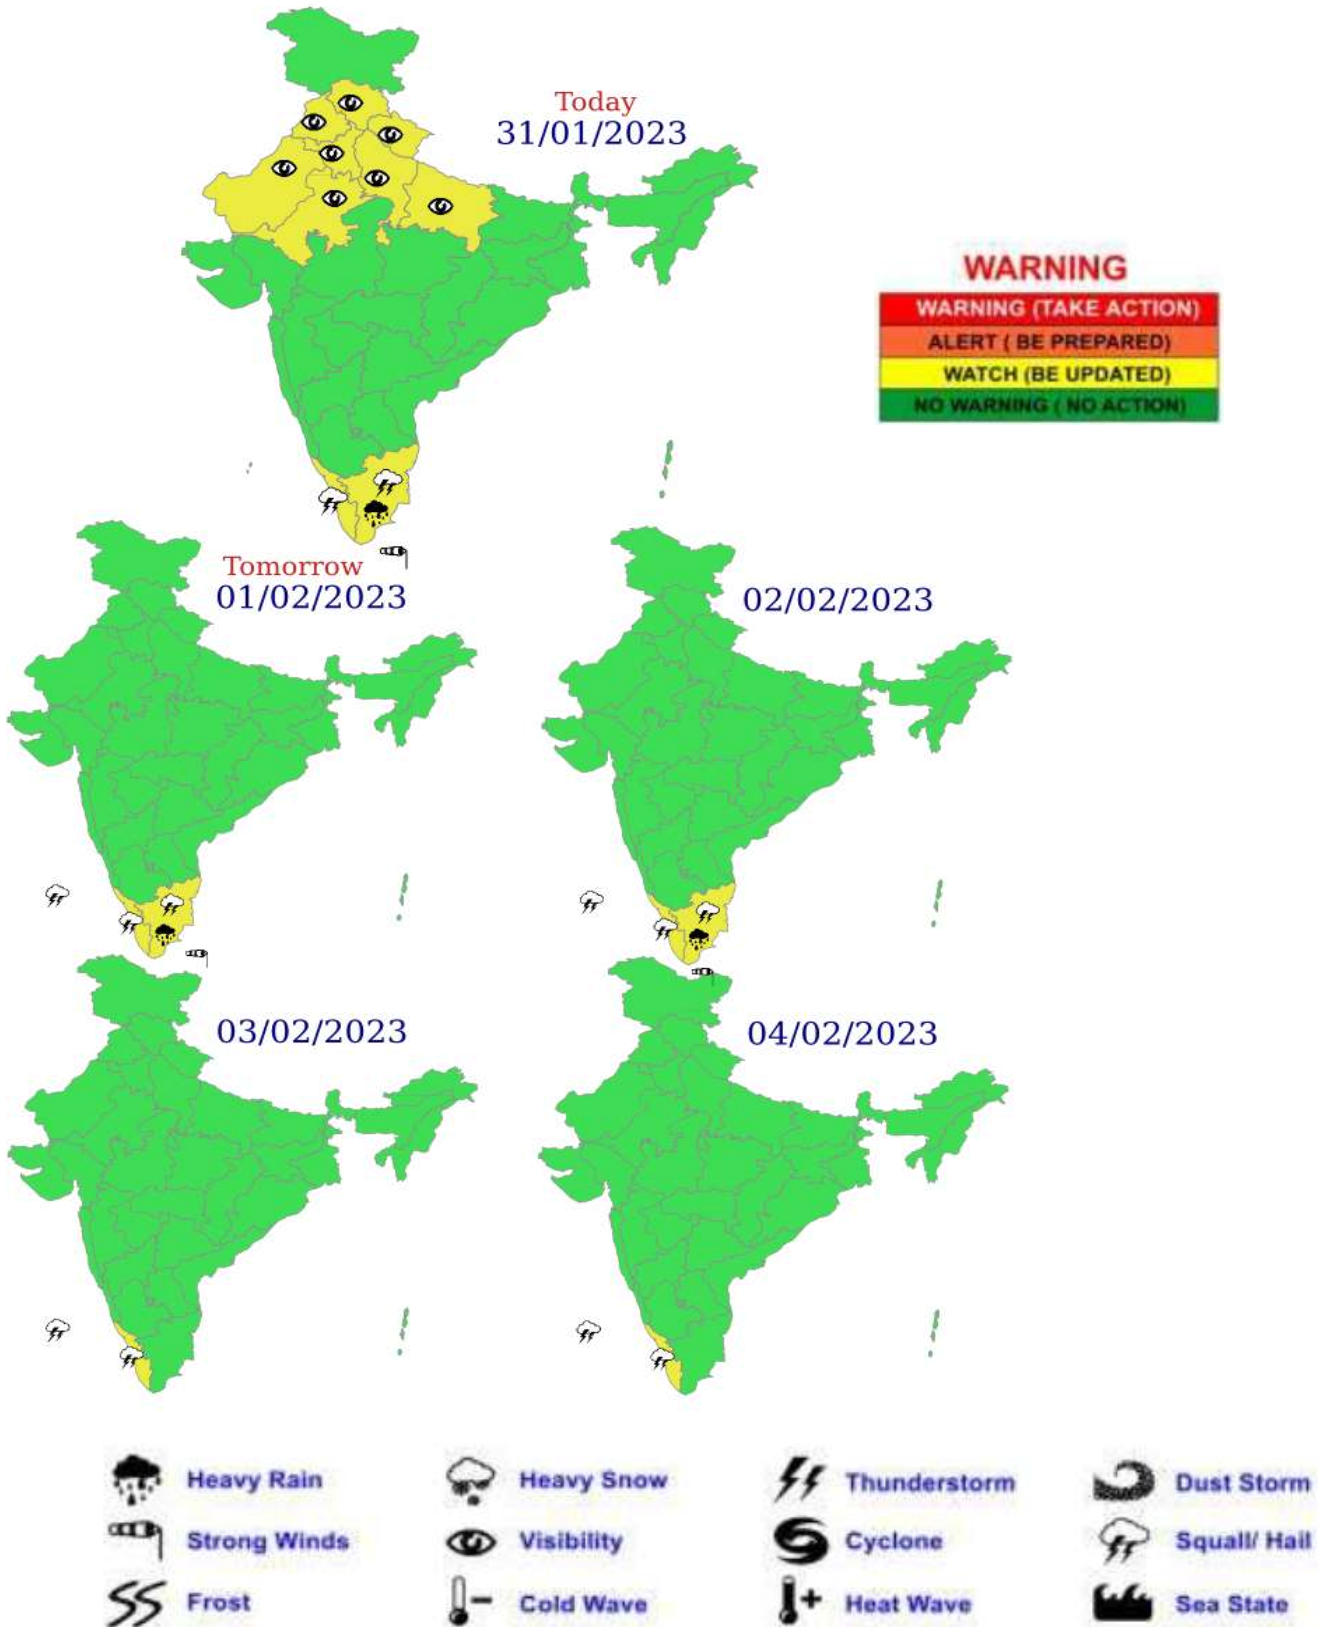 Today
31/01/2023
WARNING
WARNING (TAKE ACTION)
ALERT ( BE PREPARED)
WATCH (BE UPDATED)
NO WARNING ( NO ACTION)
Tomorrow
01/02/2023
02/02/2023
03/02/2023
04/02/2023
Heavy Rain
Heavy Snow
Thunderstorm
Dust Storm
Strong Winds
Visibility
Cyclone
Squall/ Hail
Frost
Cold Wave
Heat Wave
Sea State